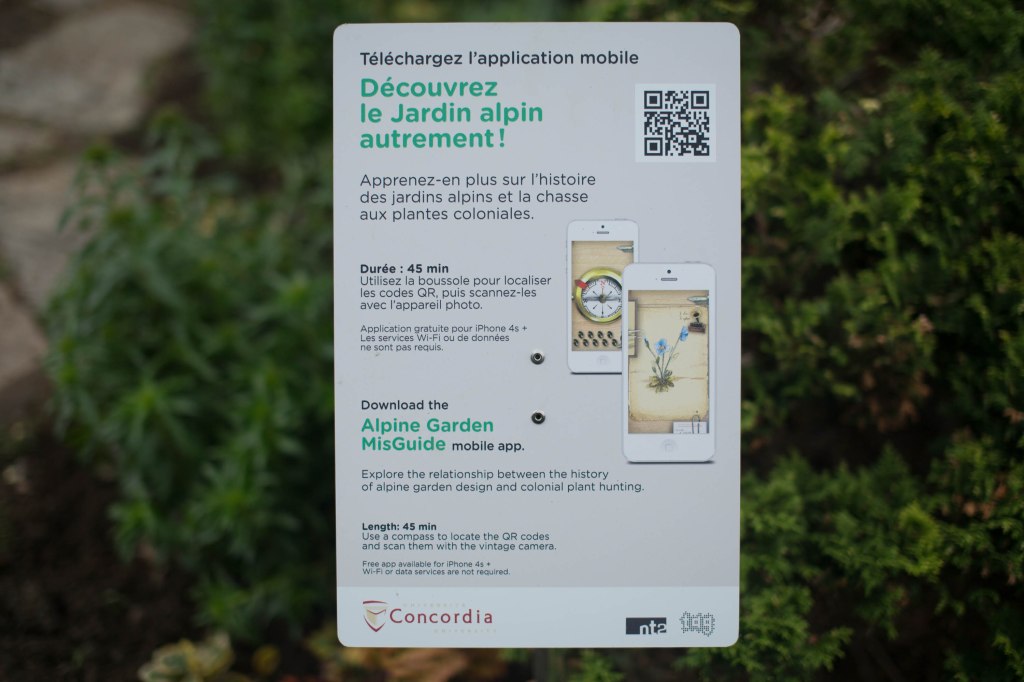 Téléchargez l'application mobile
Découvrez
le Jardin alpin
autrement !
Apprenez-en plus sur l'histoire
des jardins alpins et la chasse
aux plantes coloniales.
Durée : 45 min
Utilisez la boussole pour localiser
les codes QR, puis scannez-les
avec l'appareil photo.
Application gratuite pour iPhone 4s +
Les services Wi-Fi ou de données
ne sont pas requis.
Download the
Alpine Garden
MisGuide mobile app.
Explore the relationship between the history
of alpine garden design and colonial plant hunting.
Length: 45 min
Use a compass to locate the QR codes
and scan them with the vintage camera.
Free app available for iPhone 4s +
Wi-Fi or data services are not required.
UNIVERSITÉ
Concordia
UNIVERSITY
nt2